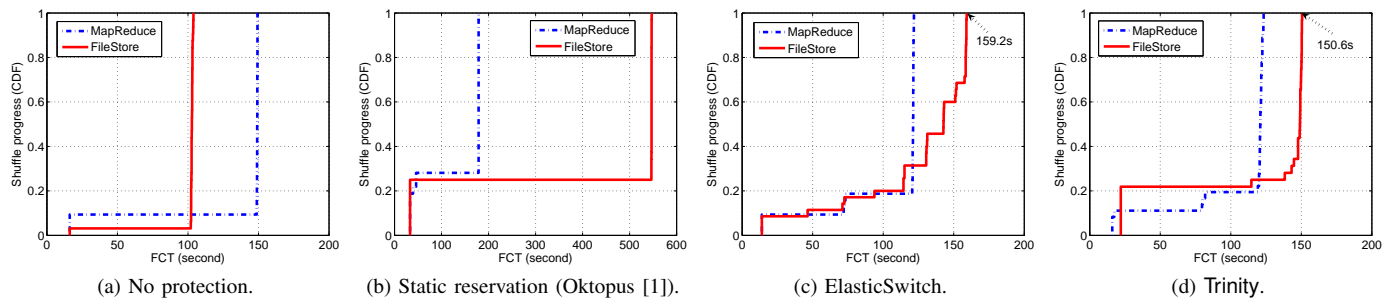 1
0.8
0.6
0.4
0.2
0
Shuffle progress (CDF)
MapReduce
FileStore
0 50 100 150 200
FCT (second)
(a) No protection.
1
0.8
0.6
0.4
0.2
0
Shuffle progress (CDF)
MapReduce
FileStore
0 100 200 300 400 500 600
FCT (second)
(b) Static reservation (Oktopus [1]).
1
0.8
0.6
0.4
0.2
0
Shuffle progress (CDF)
MapReduce
FileStore
159.2s
0 50 100 150 200
FCT (second)
(c) ElasticSwitch.
1
0.8
0.6
0.4
0.2
0
Shuffle progress (CDF)
MapReduce
FileStore
150.6s
0 50 100 150 200
FCT (second)
(d) Trinity.